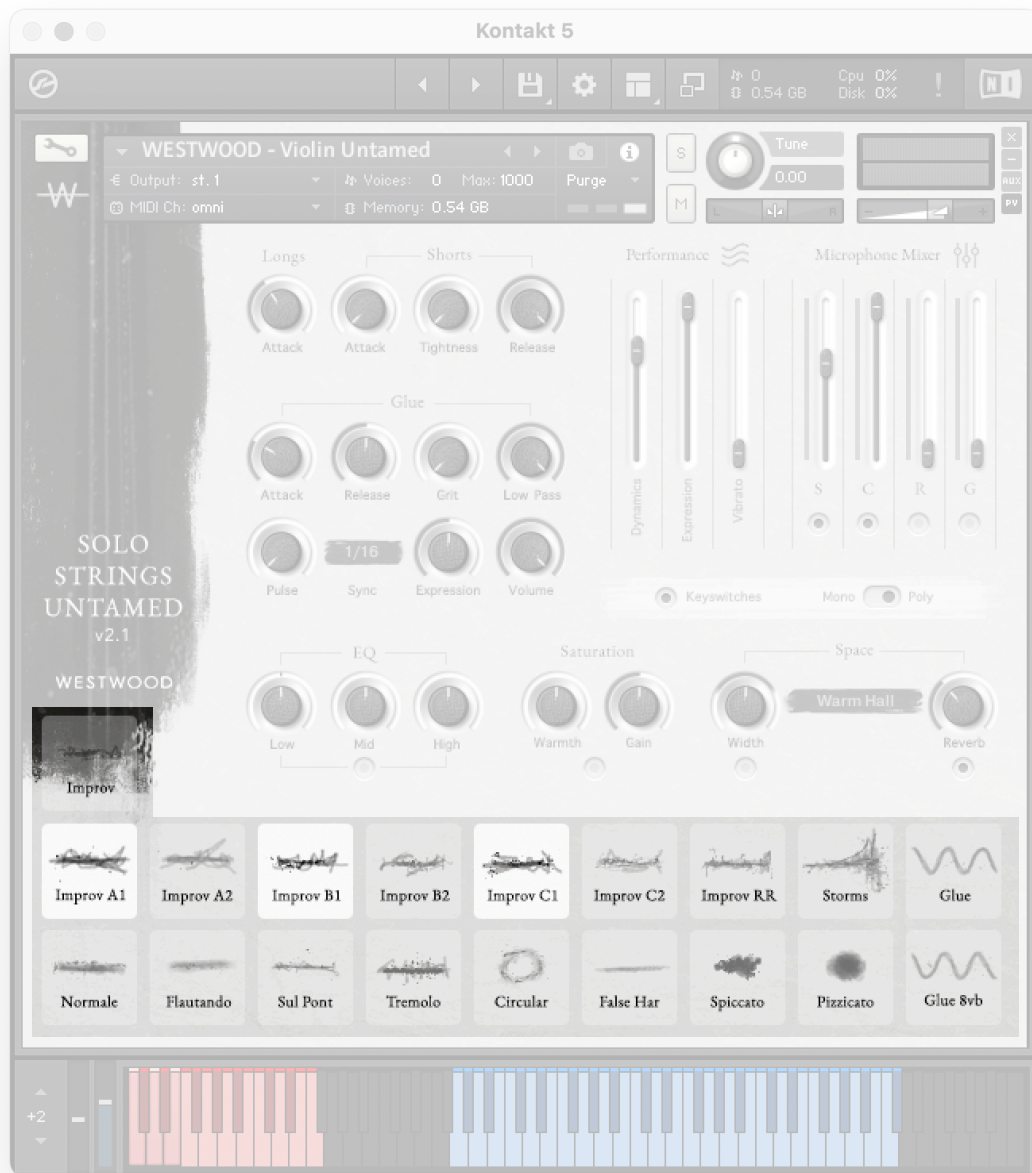 Kontakt 5
0
0.54 GB
Cpu 0%
Disk 0%
!
NI
WESTWOOD - Violin Untamed
i
Output: st. 1
Voices: 0 Max: 1000
Purge
MIDI Ch: omni
Memory: 0.54 GB
S
M
Tune
0.00
L
R
AUX
PV
W
Longs
Shorts
Attack
Attack
Tightness
Release
Glue
Attack
Release
Grit
Low Pass
Pulse
1/16
Sync
Expression
Volume
Performance
Dynamics
Expression
Vibrato
Microphone Mixer
S
C
R
G
Keyswitches
Mono
Poly
SOLO
STRINGS
UNTAMED
v2.1
WESTWOOD
EQ
Low
Mid
High
Saturation
Warmth
Gain
Space
Width
Warm Hall
Reverb
Improv
Improv A1
Improv A2
Improv B1
Improv B2
Improv C1
Improv C2
Improv RR
Storms
Glue
Normale
Flautando
Sul Pont
Tremolo
Circular
False Har
Spiccato
Pizzicato
Glue 8vb
+2